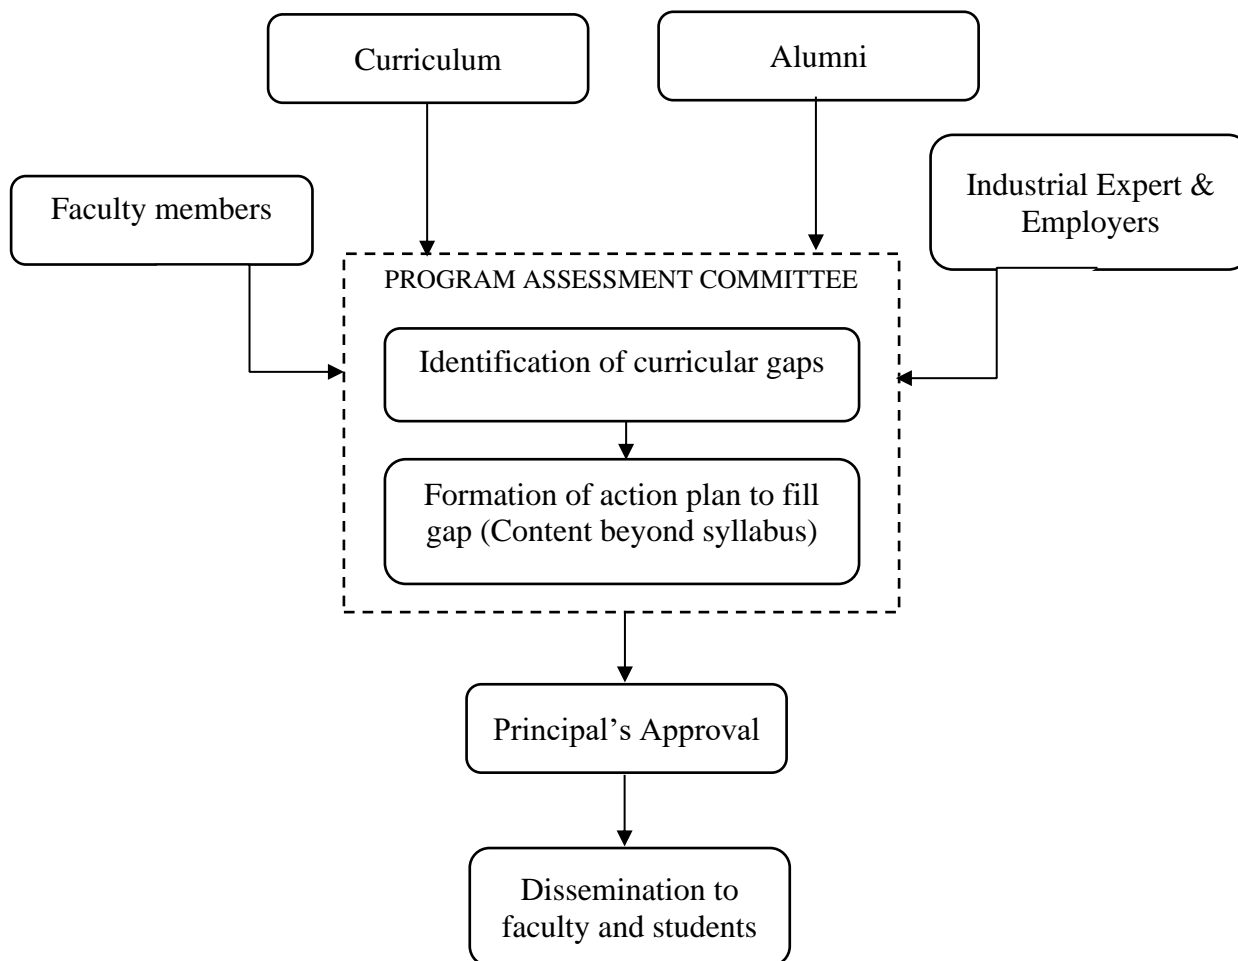 Curriculum
Alumni
Faculty members
Industrial Expert &
Employers
PROGRAM ASSESSMENT COMMITTEE
Identification of curricular gaps
Formation of action plan to fill
gap (Content beyond syllabus)
Principal’s Approval
Dissemination to
faculty and students